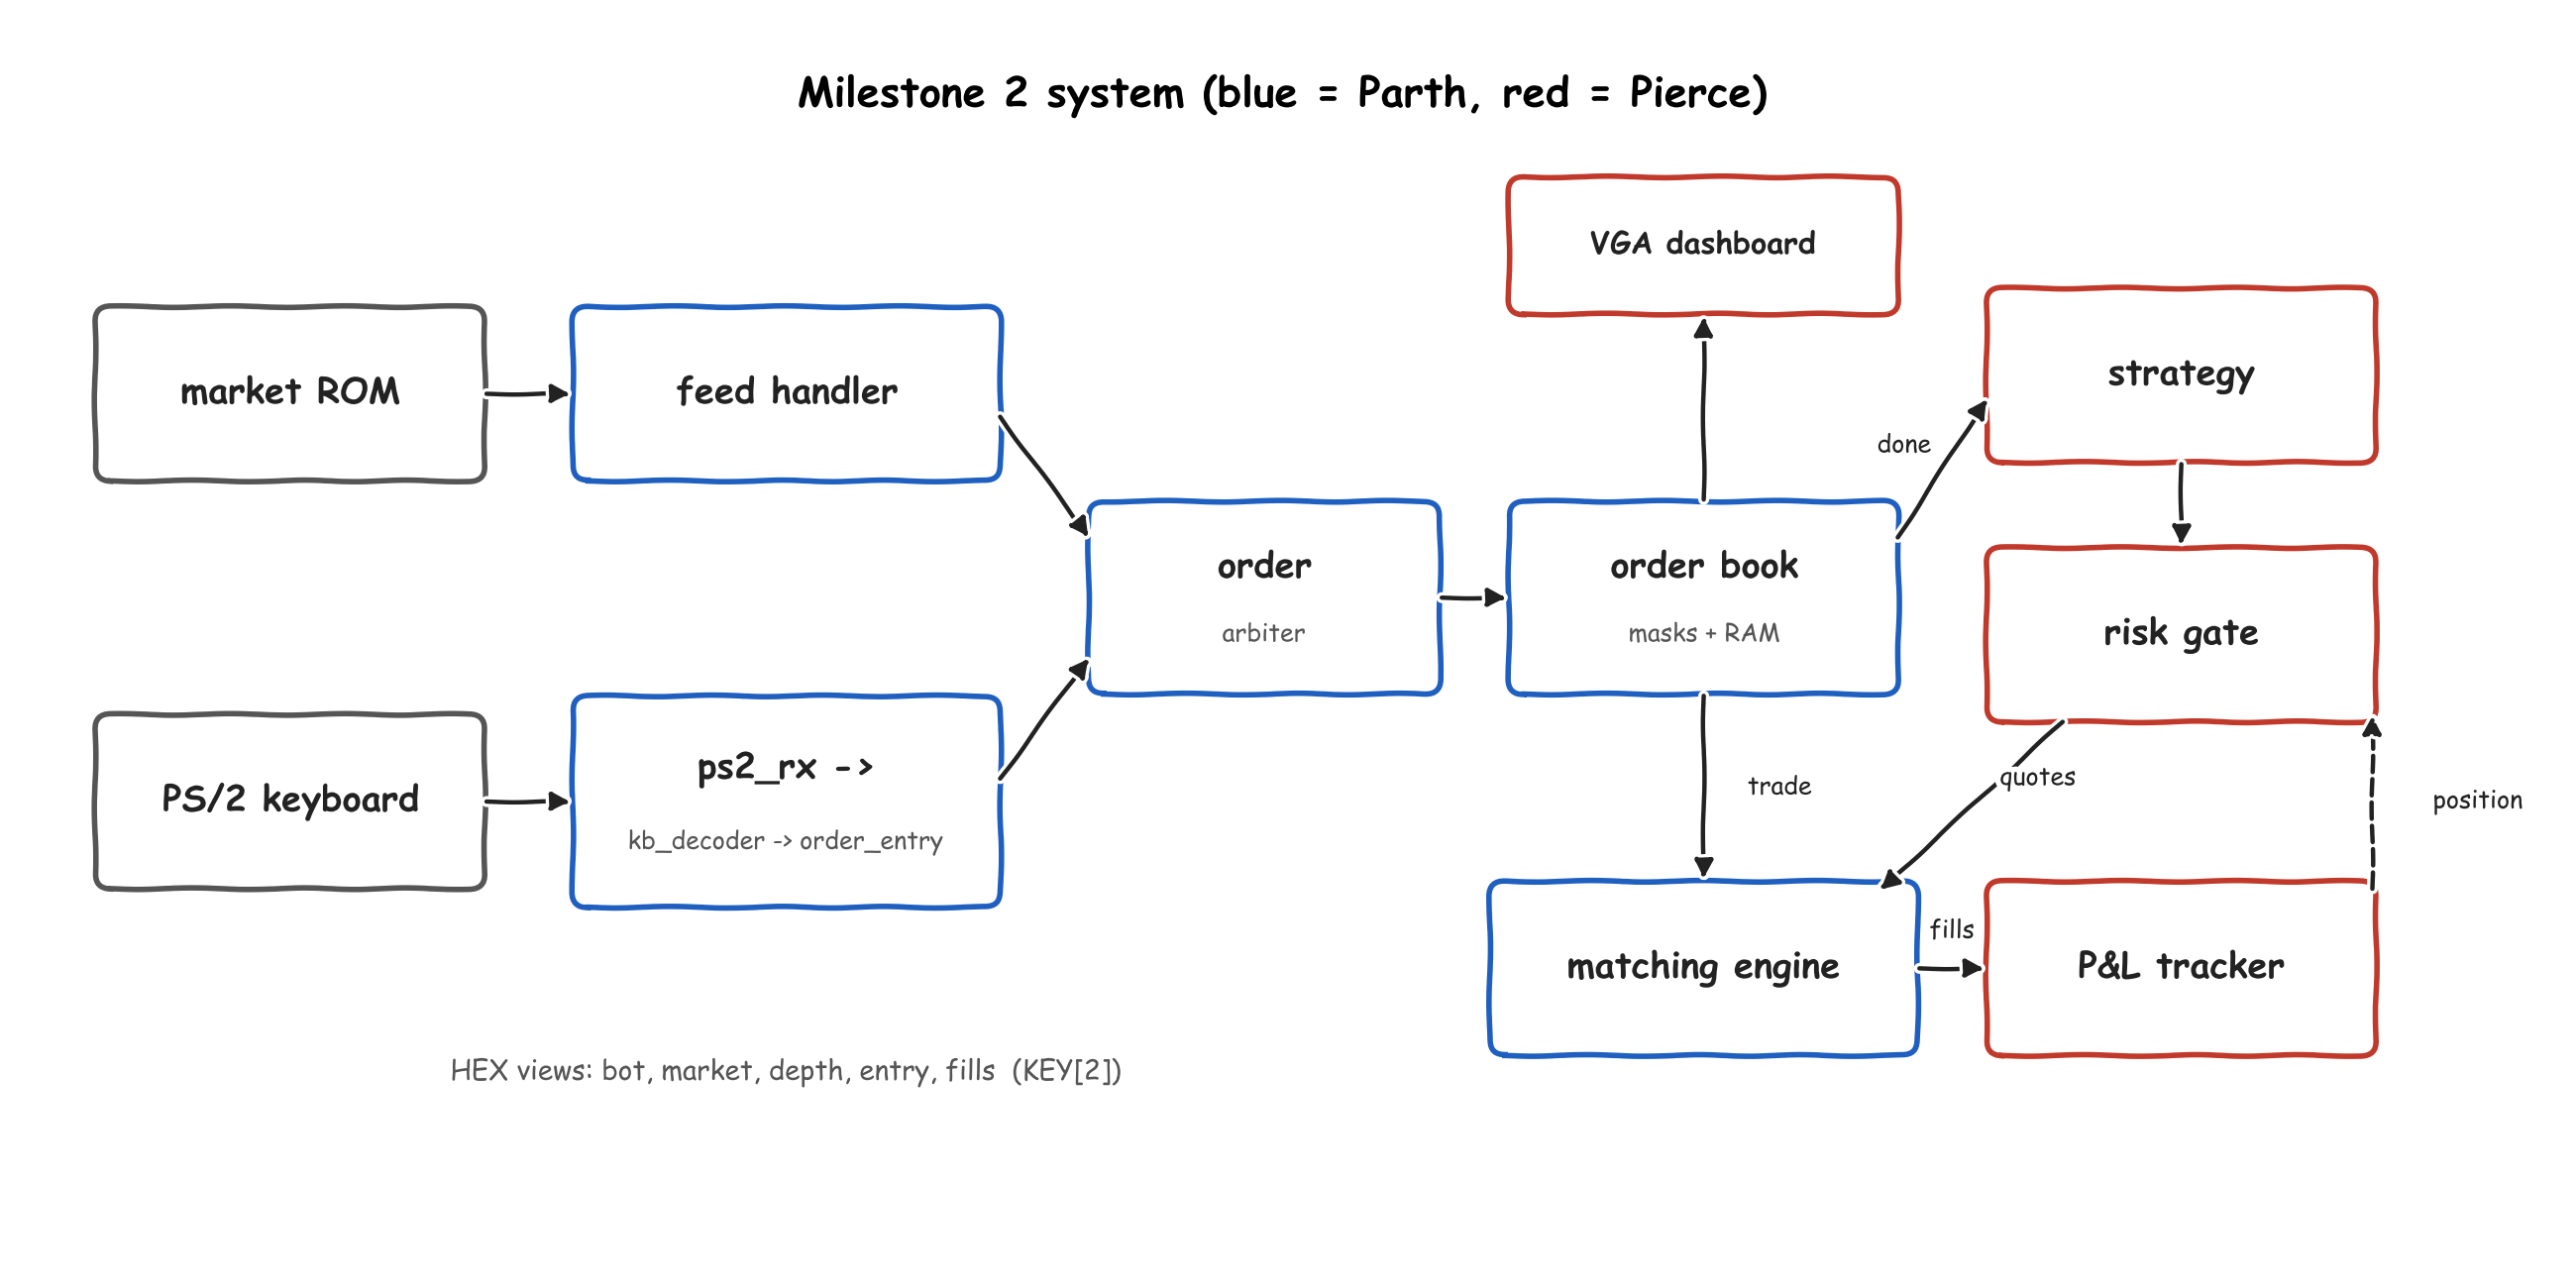 Milestone 2 system (blue = Parth, red = Pierce)
VGA dashboard
market ROM
feed handler
strategy
done
order
arbiter
order book
masks + RAM
risk gate
PS/2 keyboard
ps2_rx ->
kb_decoder -> order_entry
trade
quotes
position
matching engine
fills
P&L tracker
HEX views: bot, market, depth, entry, fills (KEY[2])